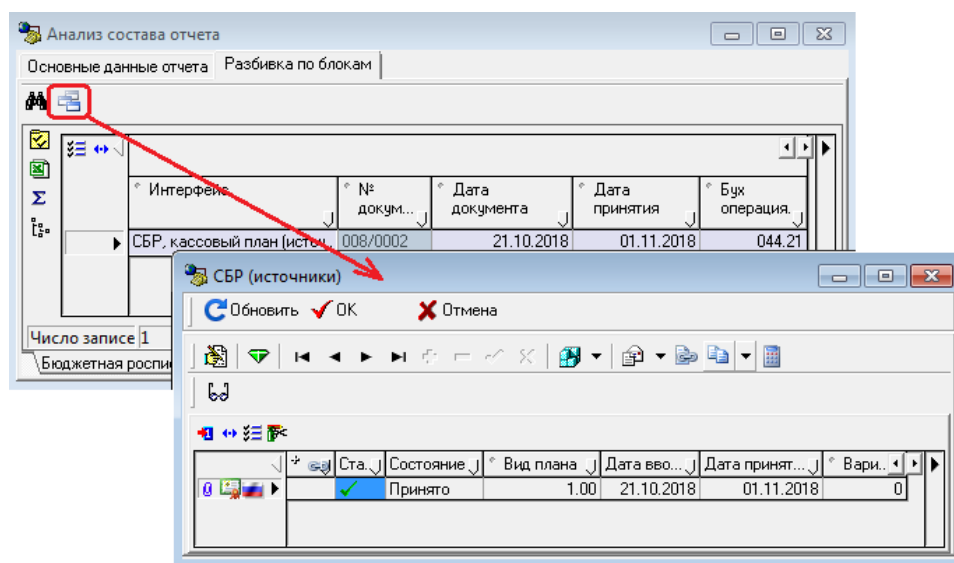 Анализ состава отчета
Основные данные отчета Разбивка по блокам
Интерфейс № докум... Дата документа Дата принятия Бух операция.
СБР, кассовый план (источ.. 008/0002 21.10.2018 01.11.2018 044.21
СБР (источники)
Обновить ОК Отмена
Число записе 1
Бюджетная роспи
Ста.. Состояние Вид плана Дата вво... Дата принят... Вари..
Принято 1.00 21.10.2018 01.11.2018 0